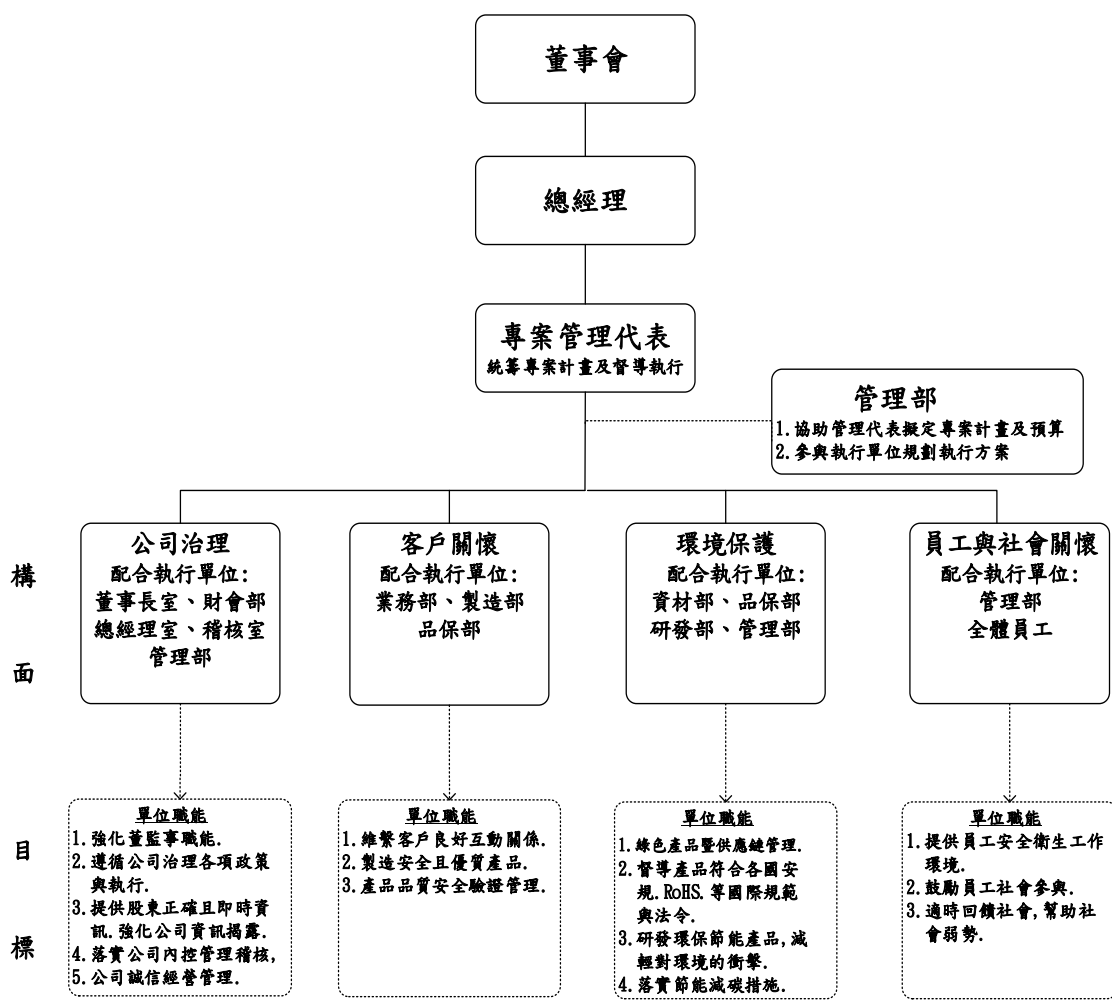 董事會
總經理
專案管理代表
統籌專案計畫及督導執行
管理部
1.協助管理代表擬定專案計畫及預算
2.參與執行單位規劃執行方案
構
面
公司治理
配合執行單位:
董事長室、財會部
總經理室、稽核室
管理部
客戶關懷
配合執行單位:
業務部、製造部
品保部
環境保護
配合執行單位:
資材部、品保部
研發部、管理部
員工與社會關懷
配合執行單位:
管理部
全體員工
目
標
單位職能
1.強化董監事職能.
2.遵循公司治理各項政策
與執行.
3.提供股東正確且即時資
訊.強化公司資訊揭露.
4.落實公司內控管理稽核,
5.公司誠信經營管理.
單位職能
1.維繫客戶良好互動關係.
2.製造安全且優質產品.
3.產品品質安全驗證管理.
單位職能
1.綠色產品暨供應鏈管理.
2.督導產品符合各國安
規.RoHS.等國際規範
與法令.
3.研發環保節能產品,減
輕對環境的衝擊.
4.落實節能減碳措施.
單位職能
1.提供員工安全衛生工作
環境.
2.鼓勵員工社會參與.
3.適時回饋社會,幫助社
會弱勢.